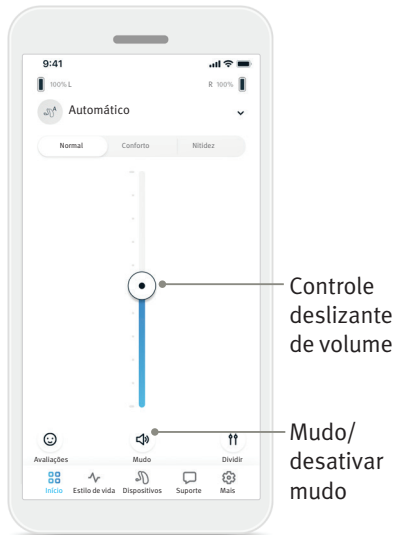 9:41
100% L
R 100%
Automático
Normal Conforto Nitidez
Controle
deslizante
de volume
Avaliações Mudo Dividir
Mudo/
desativar
mudo
Início Estilo de vida Dispositivos Suporte Mais